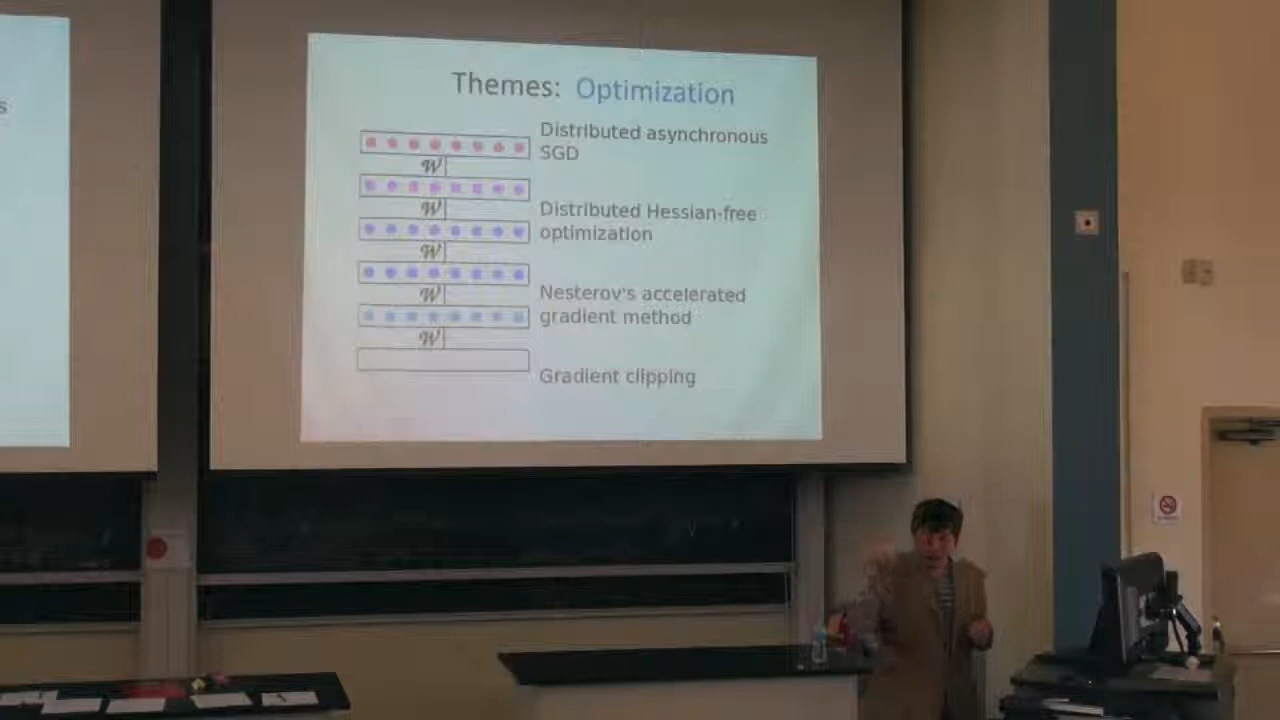 Themes: Optimization
Distributed asynchronous
SGD
W
W
Distributed Hessian-free
optimization
W
W
Nesterov's accelerated
gradient method
W
Gradient clipping
s